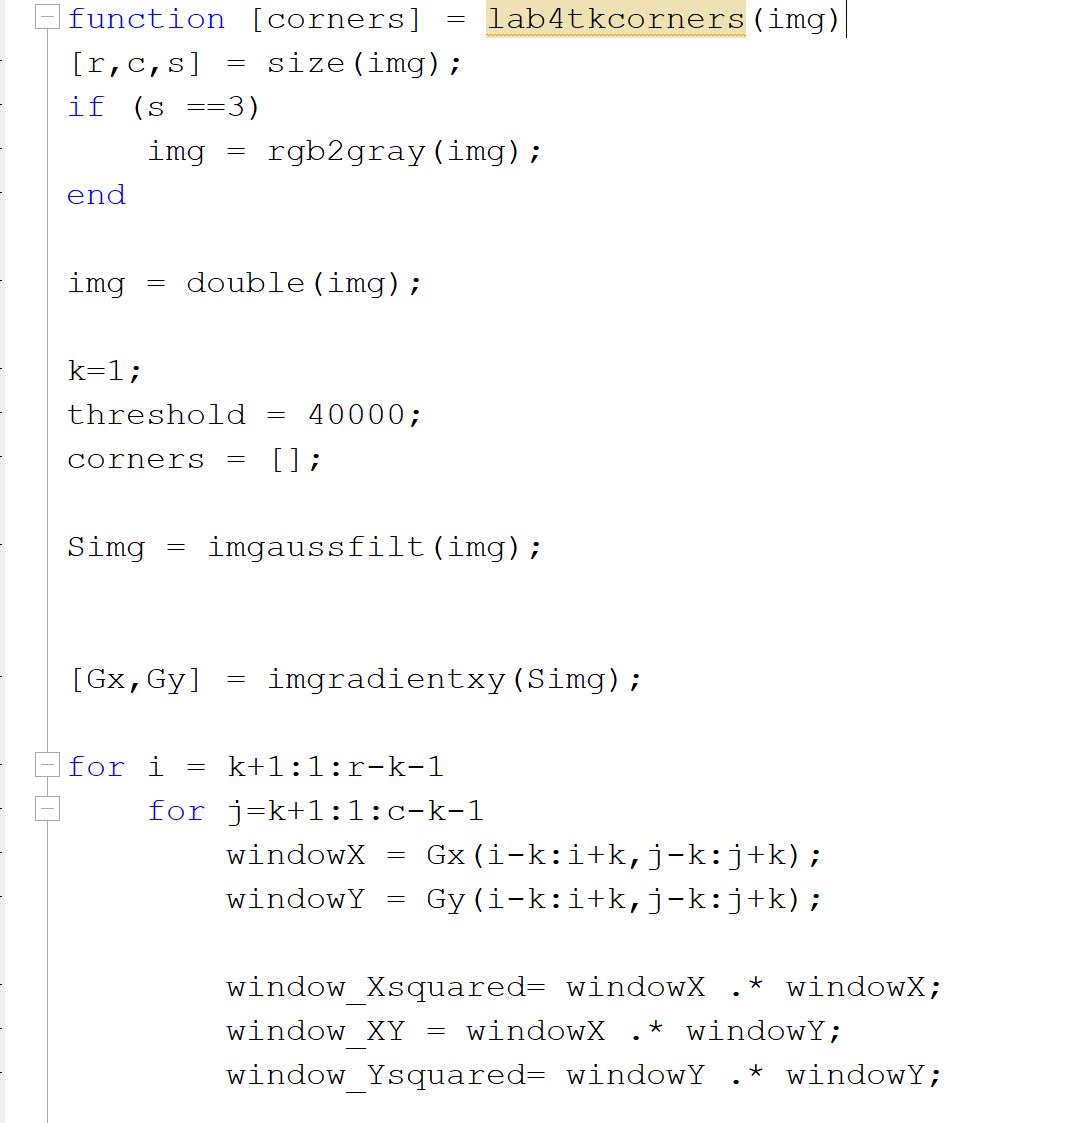 function [corners] = lab4tkcorners(img)
[r,c,s] = size(img);
if (s ==3)
    img = rgb2gray(img);
end
img = double(img);
k=1;
threshold = 40000;
corners = [];
Simg = imgaussfilt(img);
[Gx,Gy] = imgradientxy(Simg);
for i = k+1:1:r-k-1
    for j=k+1:1:c-k-1
        windowX = Gx(i-k:i+k,j-k:j+k);
        windowY = Gy(i-k:i+k,j-k:j+k);
        window_Xsquared= windowX .* windowX;
        window_XY = windowX .* windowY;
        window_Ysquared= windowY .* windowY;